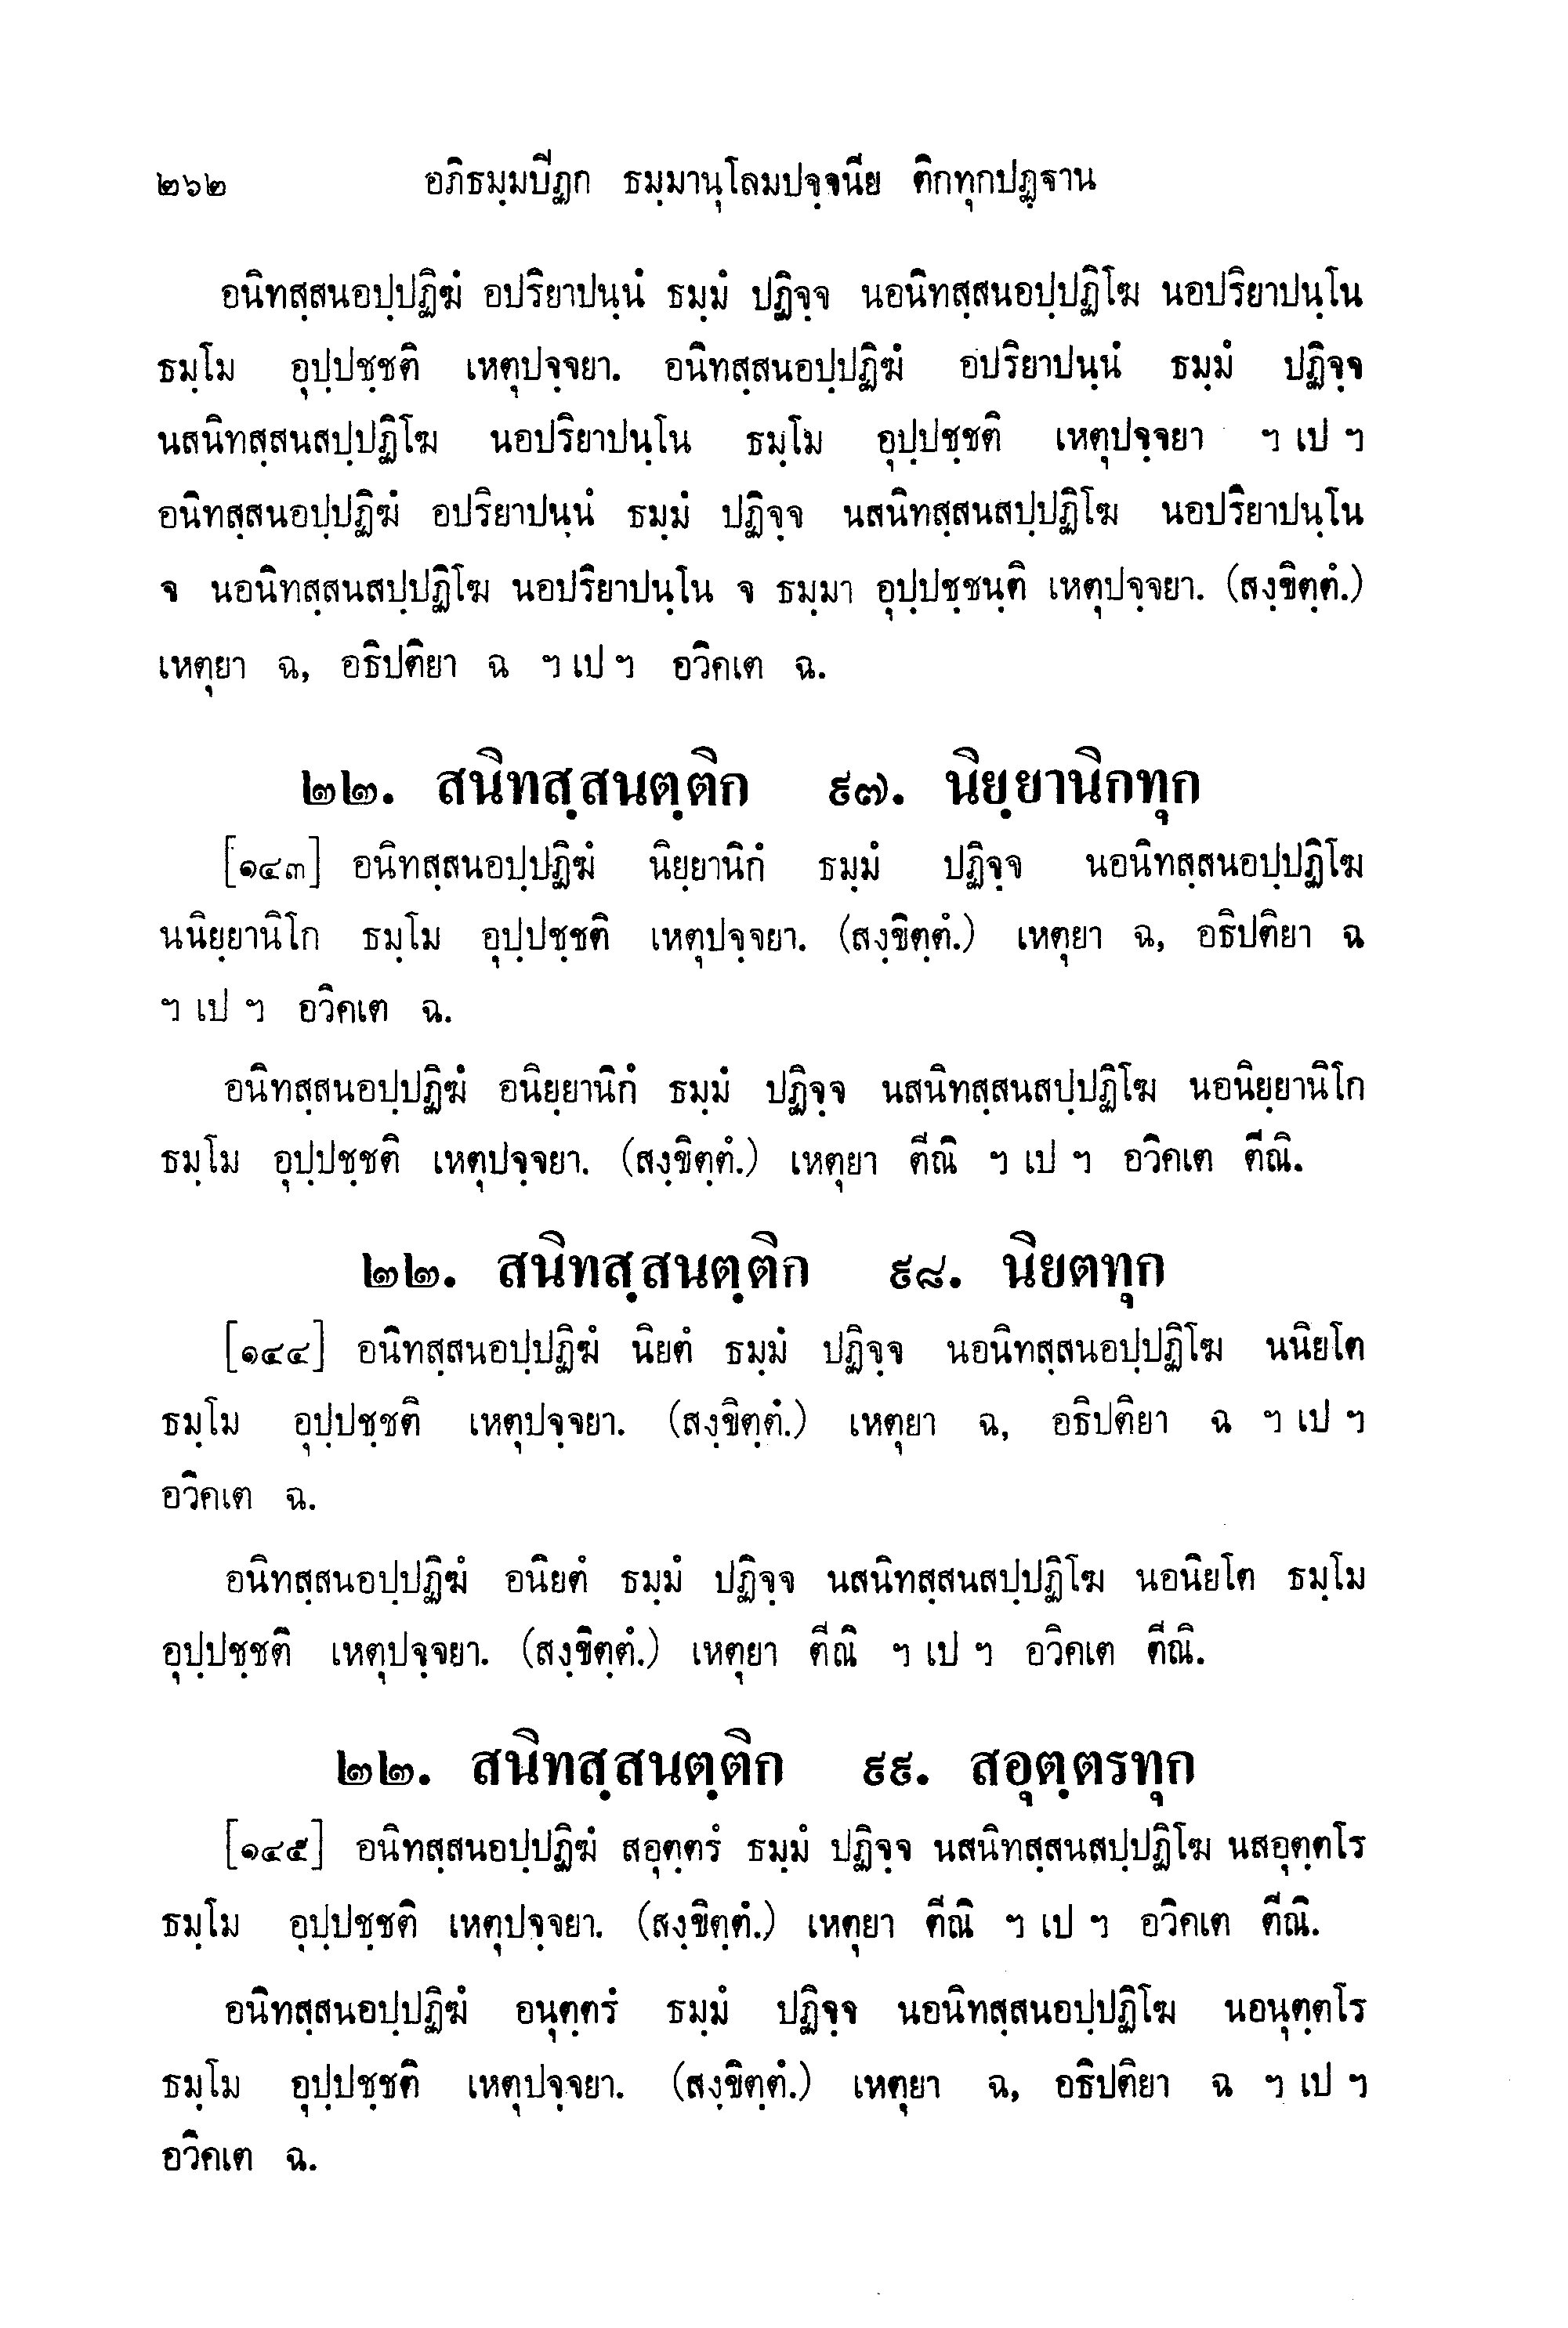 ๒๖๒ อภิธมฺมปีฏก ธมฺมานุโลมปจฺจนีย ติกทุกปฏฺฐาน
อนิทสฺสนอปฺปฏิฆํ อปริยาปนฺนํ ธมฺมํ ปฏิจฺจ นอนิทสฺสนอปฺปฏิโฆ นอปริยาปนฺโน
ธมฺโม อุปฺปชฺชติ เหตุปจฺจยา. อนิทสฺสนอปฺปฏิฆํ อปริยาปนฺนํ ธมฺมํ ปฏิจฺจ
นสนิทสฺสนสปฺปฏิโฆ นอปริยาปนฺโน ธมฺโม อุปฺปชฺชติ เหตุปจฺจยา ฯ เป ฯ
อนิทสฺสนอปฺปฏิฆํ อปริยาปนฺนํ ธมฺมํ ปฏิจฺจ นสนิทสฺสนสปฺปฏิโฆ นอปริยาปนฺโน
จ นอนิทสฺสนสปฺปฏิโฆ นอปริยาปนฺโน จ ธมฺมา อุปฺปชฺชนฺติ เหตุปจฺจยา. (สงฺขิตฺตํ.)
เหตุยา ฉ, อธิปติยา ฉ ฯ เป ฯ อวิคเต ฉ.
๒๒. สนิทสฺสนตฺติก ๙๗. นิยฺยานิกทุก
[๑๔๓] อนิทสฺสนอปฺปฏิฆํ นิยฺยานิกํ ธมฺมํ ปฏิจฺจ นอนิทสฺสนอปฺปฏิโฆ
นนิยฺยานิโก ธมฺโม อุปฺปชฺชติ เหตุปจฺจยา. (สงฺขิตฺตํ.) เหตุยา ฉ, อธิปติยา ฉ
ฯ เป ฯ อวิคเต ฉ.
อนิทสฺสนอปฺปฏิฆํ อนิยฺยานิกํ ธมฺมํ ปฏิจฺจ นสนิทสฺสนสปฺปฏิโฆ นอนิยฺยานิโก
ธมฺโม อุปฺปชฺชติ เหตุปจฺจยา. (สงฺขิตฺตํ.) เหตุยา ตีณิ ฯ เป ฯ อวิคเต ตีณิ.
๒๒. สนิทสฺสนตฺติก ๙๘. นิยตทุก
[๑๔๔] อนิทสฺสนอปฺปฏิฆํ นิยตํ ธมฺมํ ปฏิจฺจ นอนิทสฺสนอปฺปฏิโฆ นนิยโต
ธมฺโม อุปฺปชฺชติ เหตุปจฺจยา. (สงฺขิตฺตํ.) เหตุยา ฉ, อธิปติยา ฉ ฯ เป ฯ
อวิคเต ฉ.
อนิทสฺสนอปฺปฏิฆํ อนิยตํ ธมฺมํ ปฏิจฺจ นสนิทสฺสนสปฺปฏิโฆ นอนิยโต ธมฺโม
อุปฺปชฺชติ เหตุปจฺจยา. (สงฺขิตฺตํ.) เหตุยา ตีณิ ฯ เป ฯ อวิคเต ตีณิ.
๒๒. สนิทสฺสนตฺติก ๙๙. สอุตฺตรทุก
[๑๔๕] อนิทสฺสนอปฺปฏิฆํ สอุตฺตรํ ธมฺมํ ปฏิจฺจ นสนิทสฺสนสปฺปฏิโฆ นสอุตฺตโร
ธมฺโม อุปฺปชฺชติ เหตุปจฺจยา. (สงฺขิตฺตํ.) เหตุยา ตีณิ ฯ เป ฯ อวิคเต ตีณิ.
อนิทสฺสนอปฺปฏิฆํ อนุตฺตรํ ธมฺมํ ปฏิจฺจ นอนิทสฺสนอปฺปฏิโฆ นอนุตฺตโร
ธมฺโม อุปฺปชฺชติ เหตุปจฺจยา. (สงฺขิตฺตํ.) เหตุยา ฉ, อธิปติยา ฉ ฯ เป ฯ
อวิคเต ฉ.